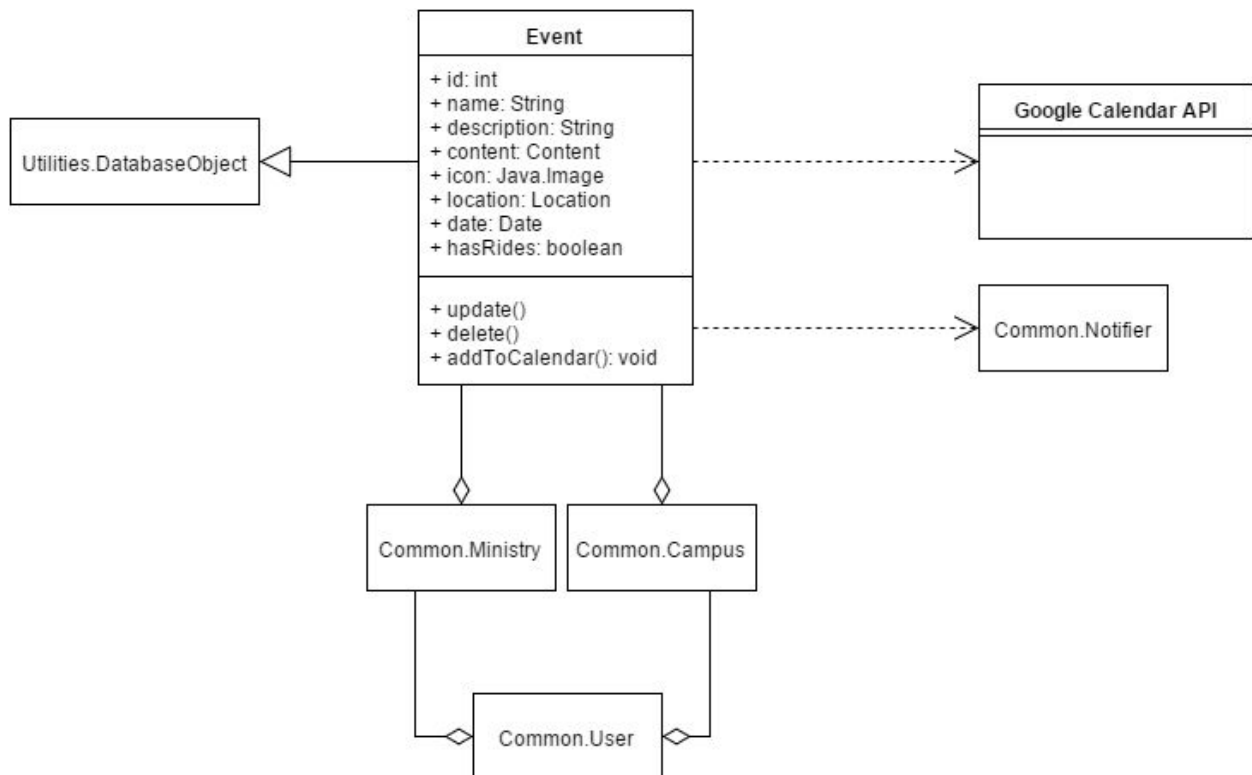 Event
+ id: int
+ name: String
+ description: String
+ content: Content
+ icon: Java.Image
+ location: Location
+ date: Date
+ hasRides: boolean
+ update()
+ delete()
+ addToCalendar(): void
Utilities.DatabaseObject
Google Calendar API
Common.Notifier
Common.Ministry
Common.Campus
Common.User